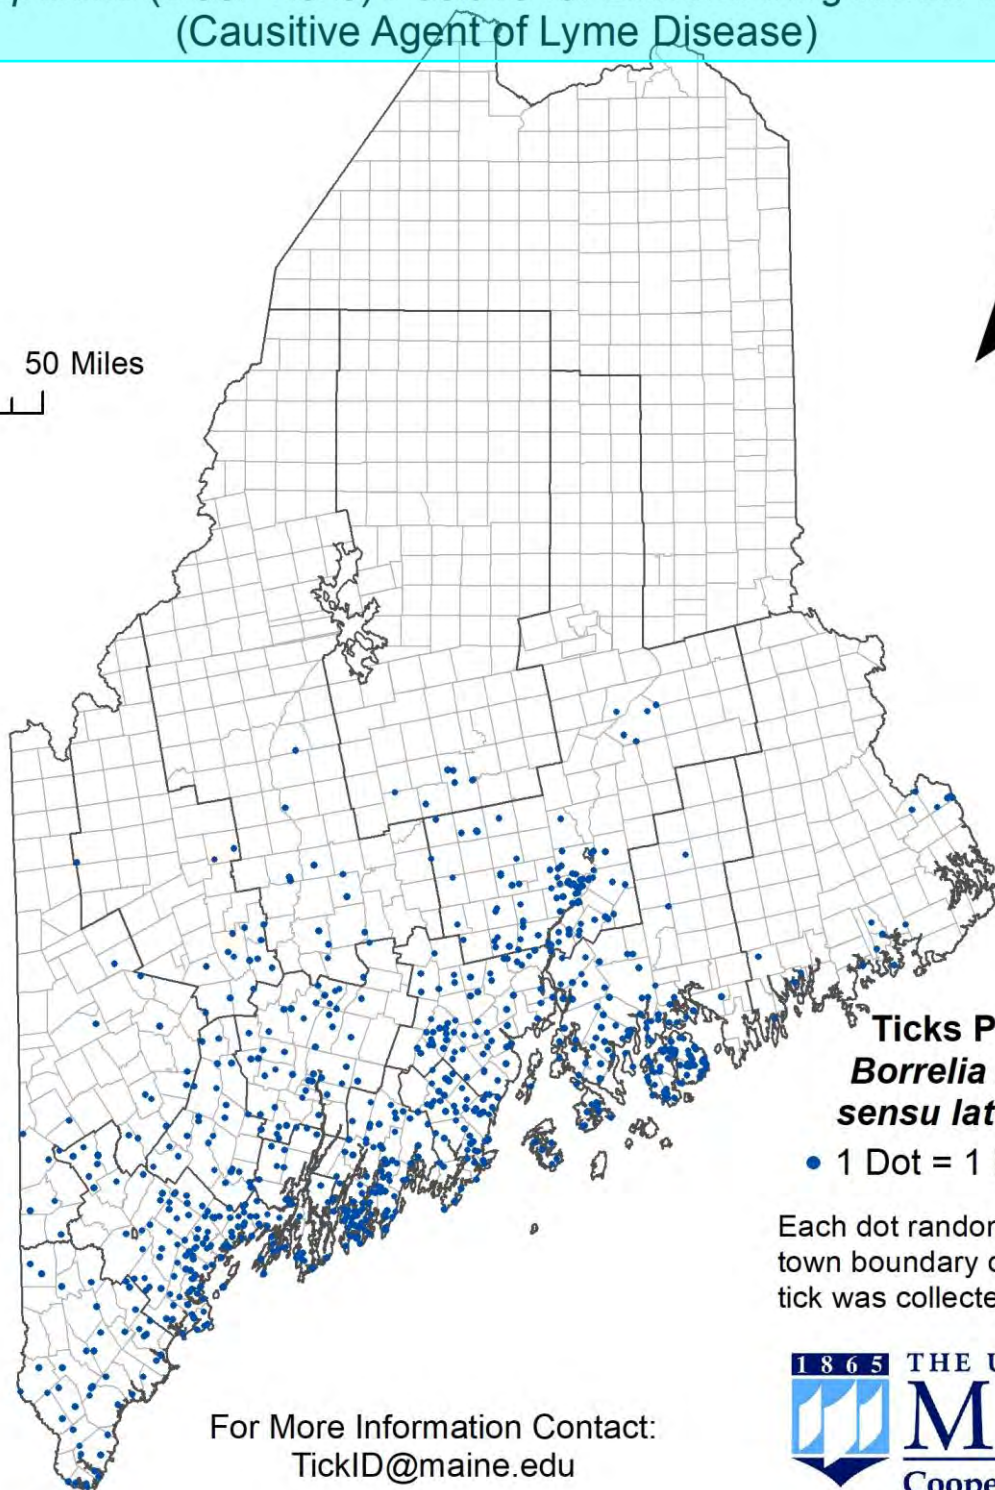 (Causitive Agent of Lyme Disease)
50 Miles
Ticks P
Borrelia
sensu lat
1 Dot = 1
Each dot random
town boundary
tick was collecte
For More Information Contact:
TickID@maine.edu
1865
THE U
M
Coope